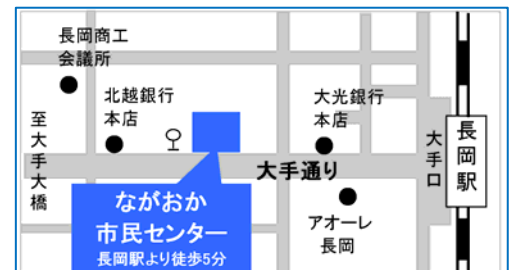 長岡商工
会議所
北越銀行
本店
大光銀行
本店
至大手大橋
大手通り
大手口
長岡駅
アオーレ
長岡
ながおか
市民センター
長岡駅より徒歩5分